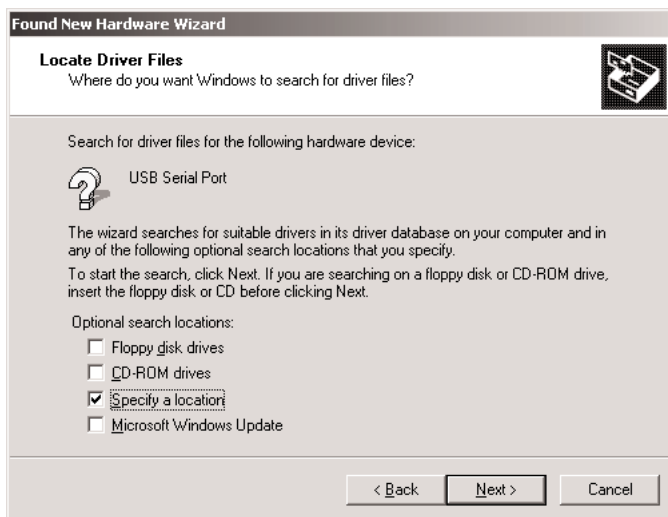 Found New Hardware Wizard
Locate Driver Files
Where do you want Windows to search for driver files?
Search for driver files for the following hardware device:
USB Serial Port
The wizard searches for suitable drivers in its driver database on your computer and in
any of the following optional search locations that you specify.
To start the search, click Next. If you are searching on a floppy disk or CD-ROM drive,
insert the floppy disk or CD before clicking Next.
Optional search locations:
Floppy disk drives
CD-ROM drives
Specify a location
Microsoft Windows Update
< Back Next > Cancel